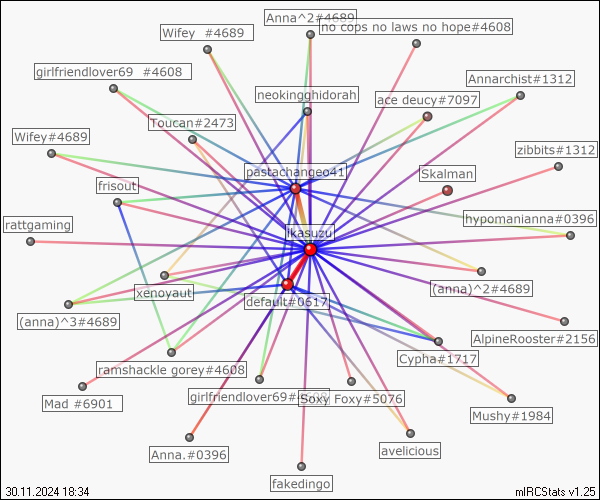 Anna^2#4689
no cops no laws no hope#4608
Wifey  #4689
girlfriendlover69  #4608
Annarchist#1312
neokingghidorah
ace deucy#7097
Toucan#2473
Wifey#4689
zibbits#1312
pastachangeo41
Skalman
frisout
hypomanianna#0396
rattgaming
likasuzu
(anna)^2#4689
xenoyaut
default#0617
(anna)^3#4689
AlpineRooster#2156
Cypha#1717
ramshackle gorey#4608
girlfriendlover69#
Soxy Foxy#5076
Mad #6901
Mushy#1984
Anna.#0396
avelicious
fakedingo
30.11.2024 18:34
mIRCStats v1.25